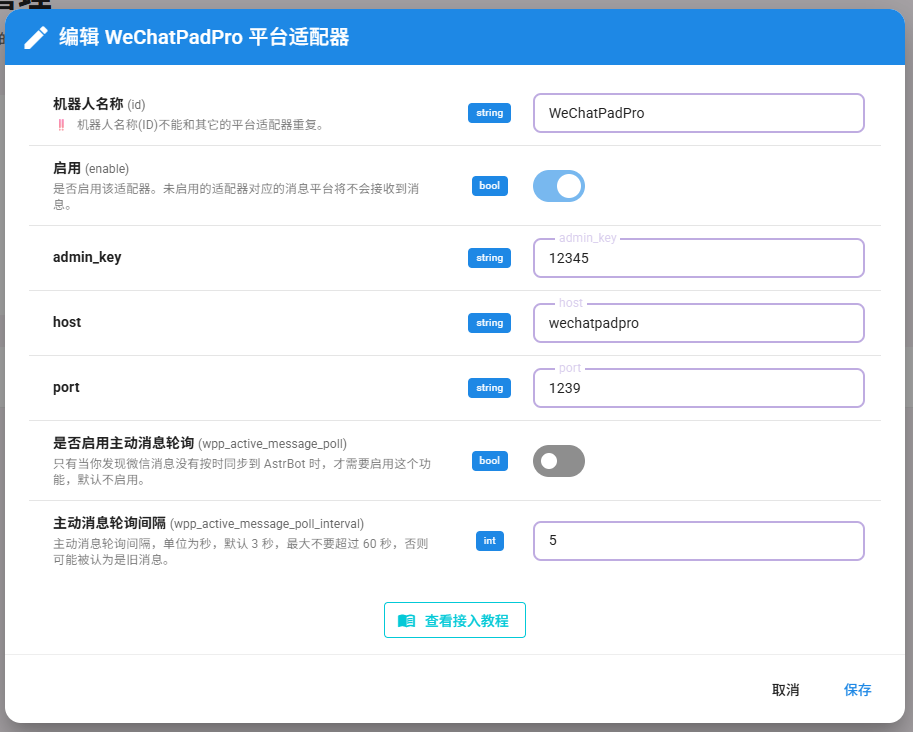 编辑 WeChatPadPro 平台适配器
机器人名称 (id)
‼ 机器人名称(ID)不能和其它的平台适配器重复。
string
WeChatPadPro
启用 (enable)
是否启用该适配器。未启用的适配器对应的消息平台将不会接收到消
息。
bool
admin_key
string
admin_key
12345
host
string
host
wechatpadpro
port
string
port
1239
是否启用主动消息轮询 (wpp_active_message_poll)
只有当你发现微信消息没有按时同步到 AstrBot 时，才需要启用这个功
能，默认不启用。
bool
主动消息轮询间隔 (wpp_active_message_poll_interval)
主动消息轮询间隔，单位为秒，默认 3 秒，最大不要超过 60 秒，否则
可能被认为是旧消息。
int
5
查看接入教程
取消
保存